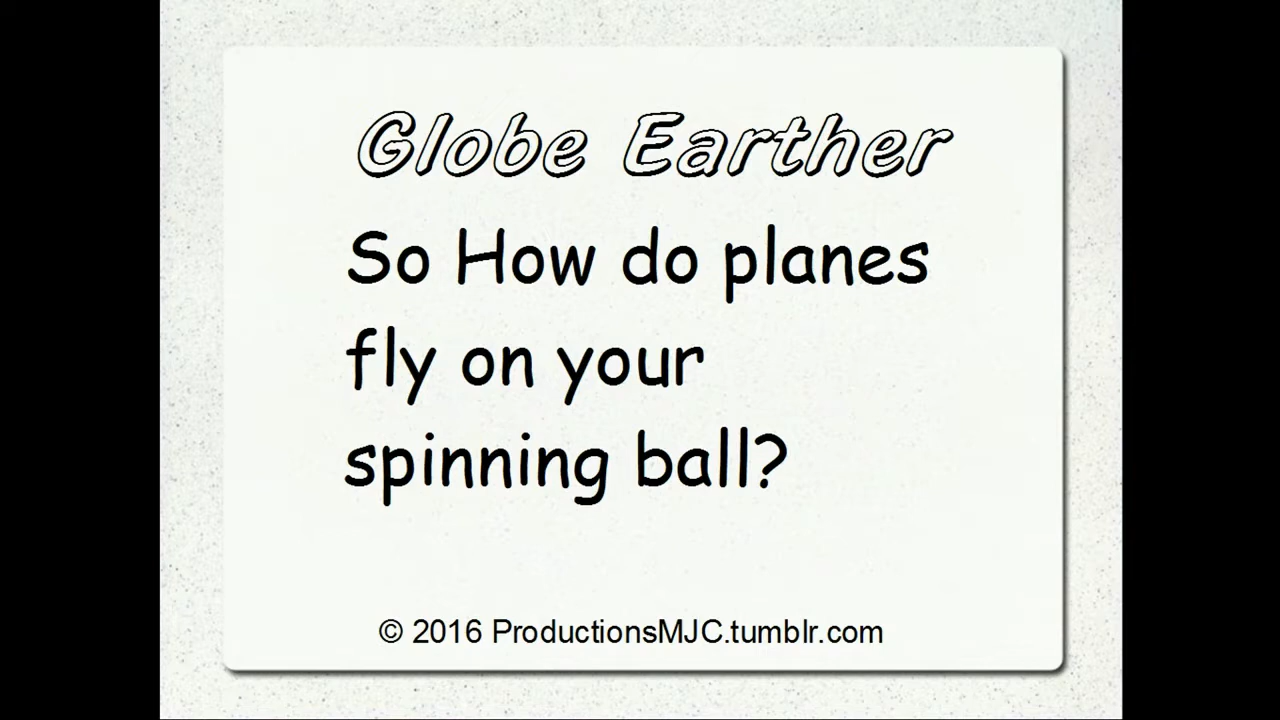 Globe Earther
So How do planes
fly on your
spinning ball?
© 2016 ProductionsMJC.tumblr.com